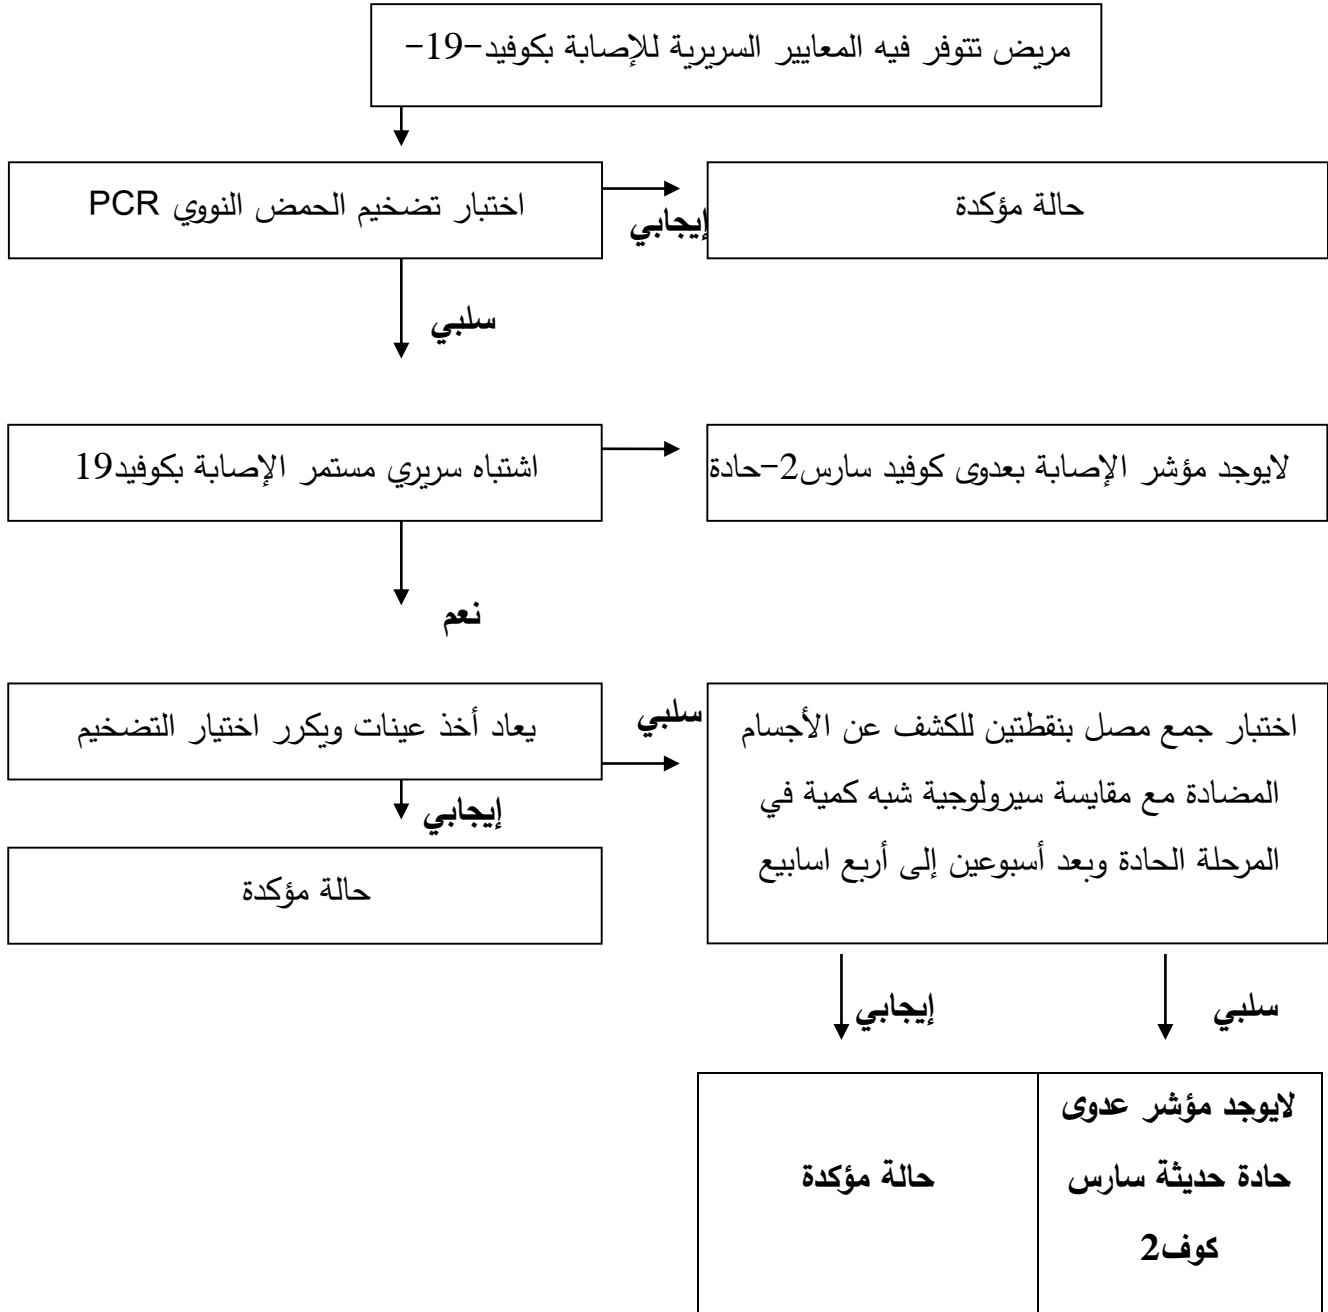 مريض تتوفر فيه المعايير السريرية للإصابة بكوفيد-19-
اختبار تضخيم الحمض النووي PCR
إيجابي
حالة مؤكدة
سلبي
اشتباه سريري مستمر الإصابة بكوفيد19
لايوجد مؤشر الإصابة بعدوى كوفيد سارس2-حادة
نعم
يعاد أخذ عينات ويكرر اختيار التضخيم
سلبي
اختبار جمع مصل بنقطتين للكشف عن الأجسام
المضادة مع مقايسة سيرولوجية شبه كمية في
المرحلة الحادة وبعد أسبوعين إلى أربع اسابيع
إيجابي
حالة مؤكدة
سلبي
إيجابي
لايوجد مؤشر عدوى
حادة حديثة سارس
كوف2
حالة مؤكدة